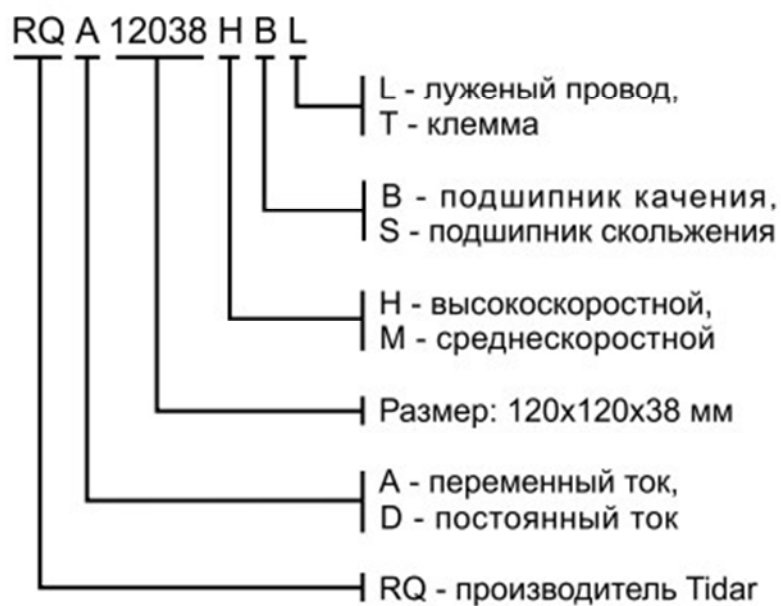 RQ A 12038 H B L
L - луженый провод,
T - клемма
B - подшипник качения,
S - подшипник скольжения
H - высокоскоростной,
M - среднескоростной
Размер: 120x120x38 мм
A - переменный ток,
D - постоянный ток
RQ - производитель Tidar